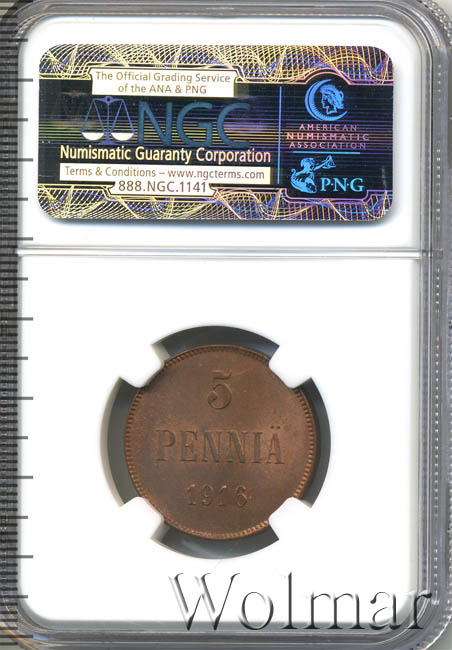 The Official Grading Service
of the ANA & PNG
NGC
Numismatic Guaranty Corporation
Terms & Conditions – www.ngcterms.com
888.NGC.1141
AMERICAN
NUMISMATIC
ASSOCIATION
PNG
5
PENNIÄ
1916
Wolmar